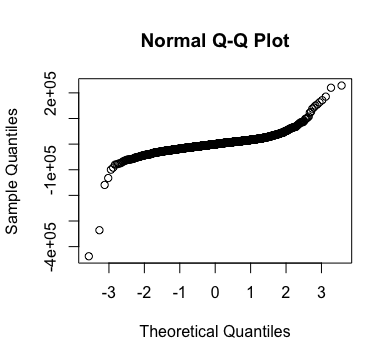 Normal Q-Q Plot
Sample Quantiles
2e+05
-1e+05
-4e+05
-3 -2 -1 0 1 2 3
Theoretical Quantiles